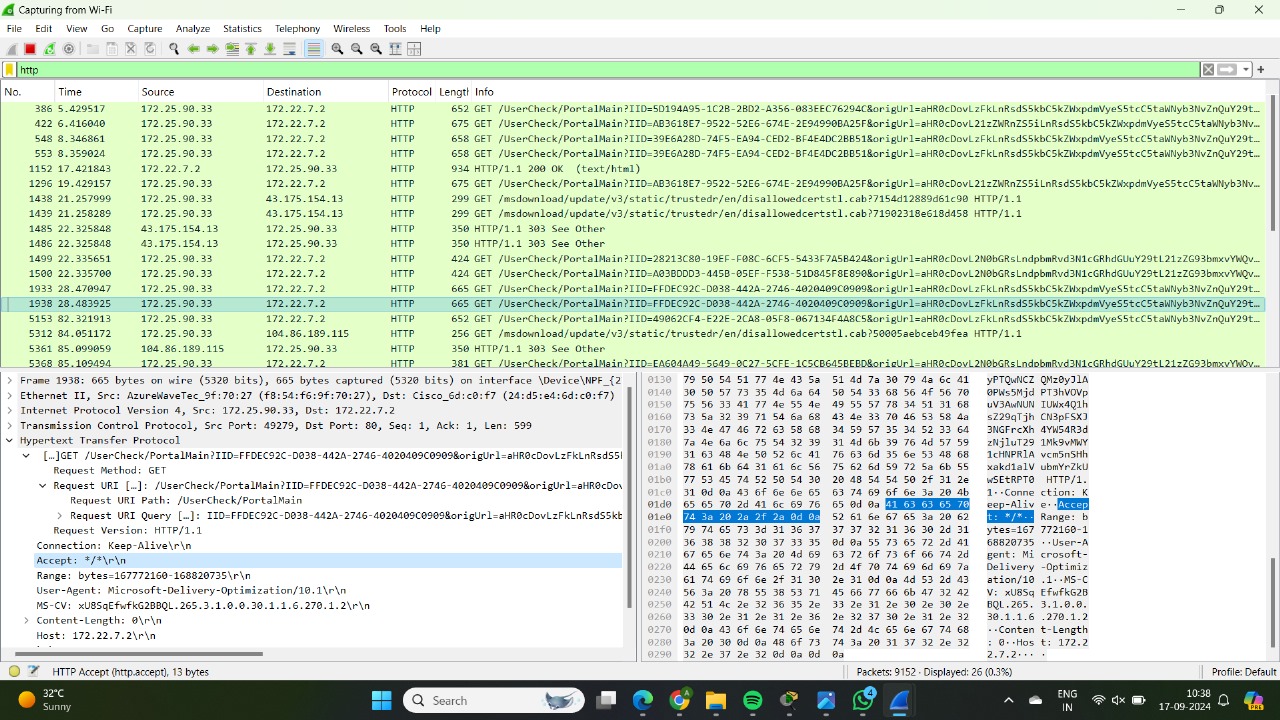 Capturing from Wi-Fi
File Edit View Go Capture Analyze Statistics Telephony Wireless Tools Help
http
No. Time Source Destination Protocol Length Info
386 5.429517 172.25.90.33 172.22.7.2 HTTP 652 GET /UserCheck/PortalMain?IID=5D194A95-1C2B-2BD2-A356-083EEC76294C&origUrl=aHR0cDovLzFkLnRsdS5kbC5kZWxpdmVyeS5tcC5taWNyb3NvZnQuY29t…
422 6.416040 172.25.90.33 172.22.7.2 HTTP 675 GET /UserCheck/PortalMain?IID=AB3618E7-9522-52E6-674E-2E94990BA25F&origUrl=aHR0cDovL21zZWRnZS5iLnRsdS5kbC5kZWxpdmVyeS5tcC5taWNyb3Nv…
548 8.346861 172.25.90.33 172.22.7.2 HTTP 658 GET /UserCheck/PortalMain?IID=39E6A28D-74F5-EA94-CED2-BF4E4DC2BB51&origUrl=aHR0cDovLzFkLnRsdS5kbC5kZWxpdmVyeS5tcC5taWNyb3NvZnQuY29t…
553 8.359024 172.25.90.33 172.22.7.2 HTTP 658 GET /UserCheck/PortalMain?IID=39E6A28D-74F5-EA94-CED2-BF4E4DC2BB51&origUrl=aHR0cDovLzFkLnRsdS5kbC5kZWxpdmVyeS5tcC5taWNyb3NvZnQuY29t…
1152 17.421843 172.22.7.2 172.25.90.33 HTTP 934 HTTP/1.1 200 OK (text/html)
1296 19.429157 172.25.90.33 172.22.7.2 HTTP 675 GET /UserCheck/PortalMain?IID=AB3618E7-9522-52E6-674E-2E94990BA25F&origUrl=aHR0cDovL21zZWRnZS5iLnRsdS5kbC5kZWxpdmVyeS5tcC5taWNyb3Nv…
1438 21.257999 172.25.90.33 43.175.154.13 HTTP 299 GET /msdownload/update/v3/static/trustedr/en/disallowedcertstl.cab?7154d12889d61c90 HTTP/1.1
1439 21.258289 172.25.90.33 43.175.154.13 HTTP 299 GET /msdownload/update/v3/static/trustedr/en/disallowedcertstl.cab?71902318e618d458 HTTP/1.1
1485 22.325848 43.175.154.13 172.25.90.33 HTTP 350 HTTP/1.1 303 See Other
1486 22.325848 43.175.154.13 172.25.90.33 HTTP 350 HTTP/1.1 303 See Other
1499 22.335651 172.25.90.33 172.22.7.2 HTTP 424 GET /UserCheck/PortalMain?IID=28213C80-19EF-F08C-6CF5-5433F7A5B424&origUrl=aHR0cDovL2N0bGRsLndpbmRvd3N1cGRhdGUuY29tL21zZG93bmxvYWQv…
1500 22.335700 172.25.90.33 172.22.7.2 HTTP 424 GET /UserCheck/PortalMain?IID=A03BDDD3-445B-05EF-F538-51D845F8E890&origUrl=aHR0cDovL2N0bGRsLndpbmRvd3N1cGRhdGUuY29tL21zZG93bmxvYWQv…
1933 28.470947 172.25.90.33 172.22.7.2 HTTP 665 GET /UserCheck/PortalMain?IID=FFDEC92C-D038-442A-2746-4020409C0909&origUrl=aHR0cDovLzFkLnRsdS5kbC5kZWxpdmVyeS5tcC5taWNyb3NvZnQuY29t…
1938 28.483925 172.25.90.33 172.22.7.2 HTTP 665 GET /UserCheck/PortalMain?IID=FFDEC92C-D038-442A-2746-4020409C0909&origUrl=aHR0cDovLzFkLnRsdS5kbC5kZWxpdmVyeS5tcC5taWNyb3NvZnQuY29t…
5153 82.321913 172.25.90.33 172.22.7.2 HTTP 652 GET /UserCheck/PortalMain?IID=49062CF4-E22E-2CA8-05F8-067134F4A8C5&origUrl=aHR0cDovLzFkLnRsdS5kbC5kZWxpdmVyeS5tcC5taWNyb3NvZnQuY29t…
5312 84.051172 172.25.90.33 104.86.189.115 HTTP 256 GET /msdownload/update/v3/static/trustedr/en/disallowedcertstl.cab?50005aebceb49fea HTTP/1.1
5361 85.099059 104.86.189.115 172.25.90.33 HTTP 350 HTTP/1.1 303 See Other
5368 85.109494 172.25.90.33 172.22.7.2 HTTP 381 GET /UserCheck/PortalMain?IID=EA604A49-5649-0C27-5CFE-1C5CB645BEBD&origUrl=aHR0cDovL2N0bGRsLndpbmRvd3N1cGRhdGUuY29tL21zZG93bmxvYWQv…
Frame 1938: 665 bytes on wire (5320 bits), 665 bytes captured (5320 bits) on interface \Device\NPF_{2
Ethernet II, Src: AzureWaveTec_9f:70:27 (f8:54:f6:9f:70:27), Dst: Cisco_6d:c0:f7 (24:d5:e4:6d:c0:f7)
Internet Protocol Version 4, Src: 172.25.90.33, Dst: 172.22.7.2
Transmission Control Protocol, Src Port: 49279, Dst Port: 80, Seq: 1, Ack: 1, Len: 599
Hypertext Transfer Protocol
[…]GET /UserCheck/PortalMain?IID=FFDEC92C-D038-442A-2746-4020409C0909&origUrl=aHR0cDovLzFkLnRsdS5
Request Method: GET
Request URI […]: /UserCheck/PortalMain?IID=FFDEC92C-D038-442A-2746-4020409C0909&origUrl=aHR0cDov
Request URI Path: /UserCheck/PortalMain
Request URI Query […]: IID=FFDEC92C-D038-442A-2746-4020409C0909&origUrl=aHR0cDovLzFkLnRsdS5kb
Request Version: HTTP/1.1
Connection: Keep-Alive\r\n
Accept: */*\r\n
Range: bytes=167772160-168820735\r\n
User-Agent: Microsoft-Delivery-Optimization/10.1\r\n
MS-CV: xU8SqEfwfkG2BBQL.265.3.1.0.0.30.1.1.6.270.1.2\r\n
Content-Length: 0\r\n
Host: 172.22.7.2\r\n
0130 79 50 54 51 77 4e 43 5a 51 4d 7a 30 79 4a 6c 41 yPTQwNCZ QMz0yJlA
0140 30 50 57 73 35 4d 6a 64 50 54 33 68 56 4f 56 70 0PWs5Mjd PT3hVOVp
0150 75 56 33 41 77 4e 55 4e 49 55 57 78 34 51 31 68 uV3AwNUN IUWx4Q1h
0160 73 5a 32 39 71 54 6a 68 4e 33 70 46 53 58 4a
0170 33 4e 47 46 72 63 58 68 34 59 57 35 34 52 33 64 3NGFrcXh 4YW54R3d
0180 7a 4e 6a 6c 75 54 32 39 31 4d 6b 39 76 4d 57 59 zNjluT29 1Mk9vMWY
0190 31 63 48 4e 50 52 6c 41 76 63 6d 35 6e 53 48 68 1cHNPRlA vcm5nSHh
01a0 78 61 6b 64 31 61 6c 56 75 62 6d 59 72 5a 6b 55 xakd1alV ubmYrZkU
01b0 77 53 45 74 52 50 54 30 20 48 54 54 50 2f 31 2e wSEtRPT0 HTTP/1.
01c0 31 0d 0a 43 6f 6e 6e 65 63 74 69 6f 6e 3a 20 4b 1··Conne ction: K
01d0 65 65 70 2d 41 6c 69 76 65 0d 0a 41 63 63 65 70 eep-Aliv e··Accep
01e0 74 3a 20 2a 2f 2a 0d 0a 52 61 6e 67 65 3a 20 62 t: */*·· Range: b
01f0 79 74 65 73 3d 31 36 37 37 37 32 31 36 30 2d 31 ytes=167 772160-1
0200 36 38 38 32 30 37 33 35 0d 0a 55 73 65 72 2d 41 68820735 ··User-A
0210 67 65 6e 74 3a 20 4d 69 63 72 6f 73 6f 66 74 2d gent: Mi crosoft-
0220 44 65 6c 69 76 65 72 79 2d 4f 70 74 69 6d 69 7a Delivery -Optimiz
0230 61 74 69 6f 6e 2f 31 30 2e 31 0d 0a 4d 53 2d 43 ation/10 .1··MS-C
0240 56 3a 20 78 55 38 53 71 45 66 77 66 6b 47 32 42 V: xU8Sq EfwfkG2B
0250 42 51 4c 2e 32 36 35 2e 33 2e 31 2e 30 2e 30 2e BQL.265. 3.1.0.0.
0260 33 30 2e 31 2e 31 2e 36 2e 32 37 30 2e 31 2e 32 30.1.1.6 .270.1.2
0270 0d 0a 43 6f 6e 74 65 6e 74 2d 4c 65 6e 67 74 68 ··Conten t-Length
0280 3a 20 30 0d 0a 48 6f 73 74 3a 20 31 37 32 2e 32 : 0··Hos t: 172.2
0290 32 2e 37 2e 32 0d 0a 0d 0a 2.7.2··· ·
HTTP Accept (http.accept), 13 bytes
Packets: 9152 · Displayed: 26 (0.3%)
Profile: Default
32°C
Sunny
Search
4
ENG
IN
10:38
17-09-2024